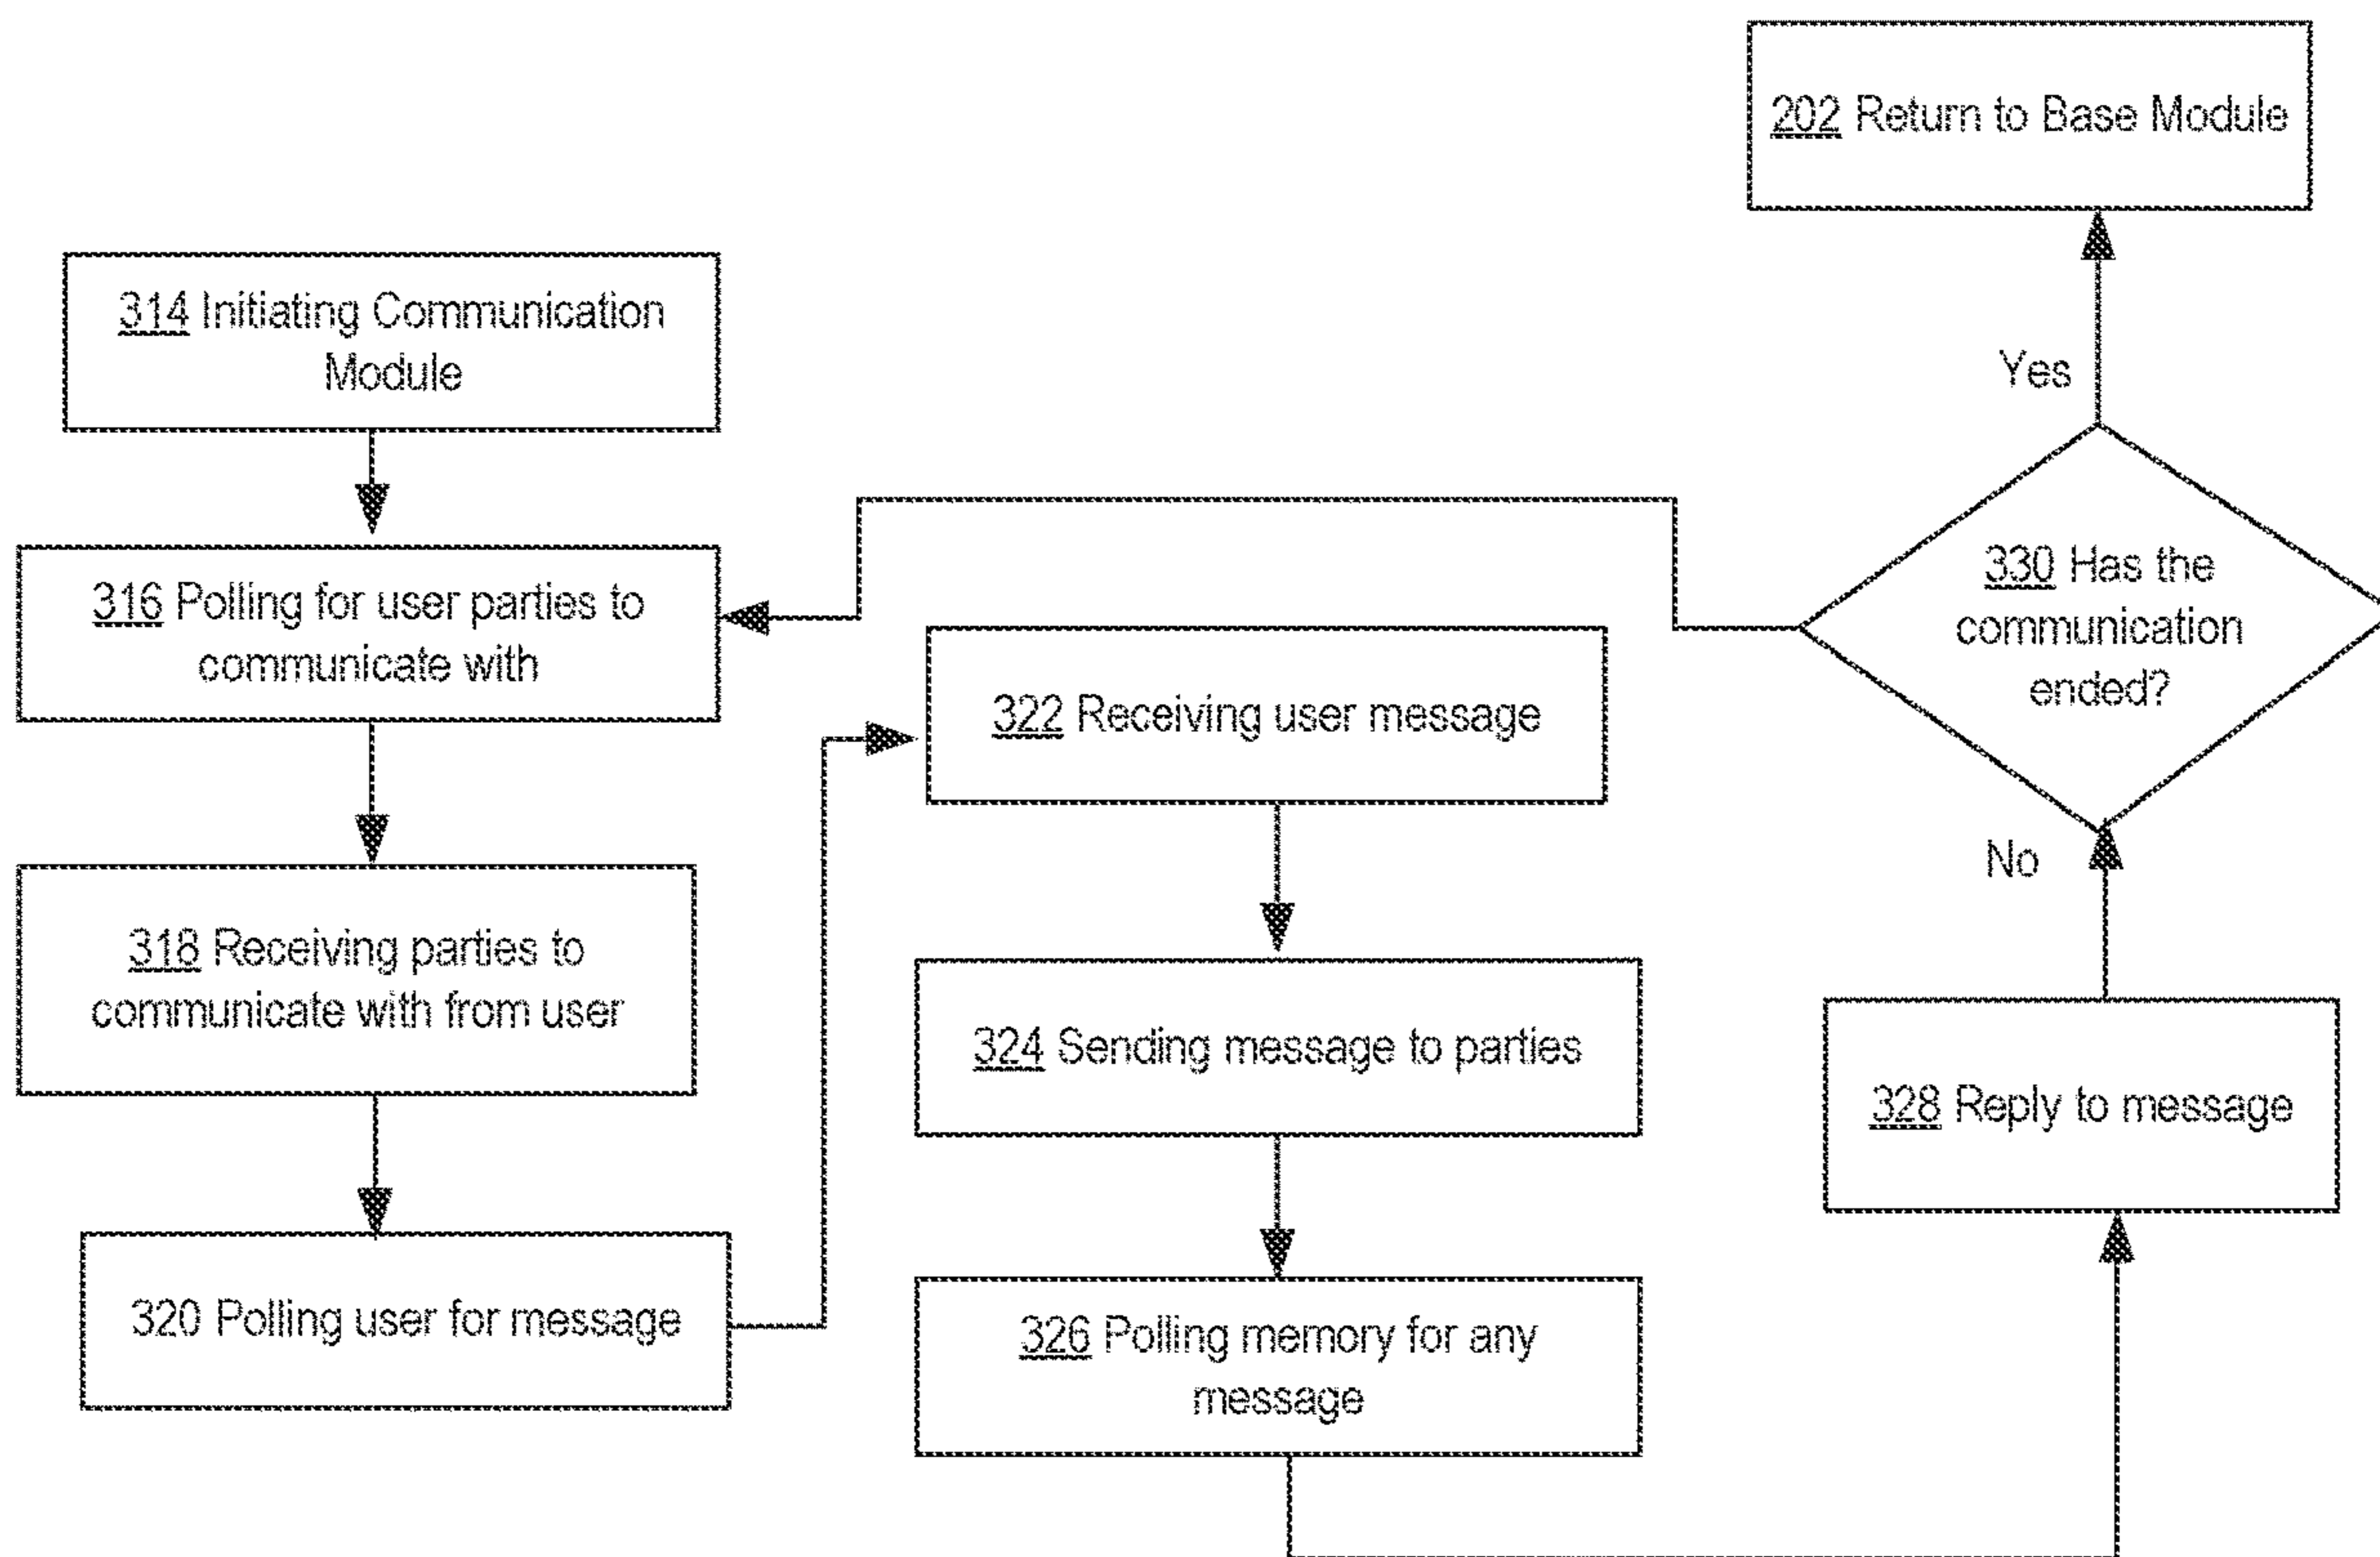 202 Return to Base Module
314 Initiating Communication
Module
Yes
316 Polling for user parties to
communicate with
330 Has the
communication
ended?
322 Receiving user message
No
318 Receiving parties to
communicate with from user
324 Sending message to parties
328 Reply to message
320 Polling user for message
326 Polling memory for any
message